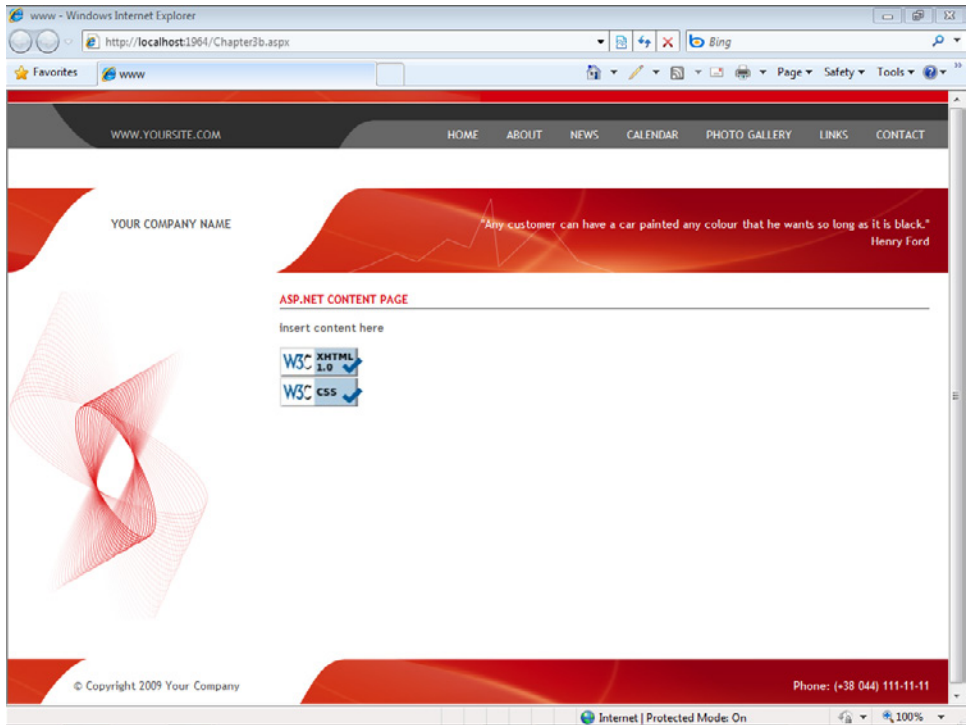 www - Windows Internet Explorer
http://localhost:1964/Chapter3b.aspx
Bing
Favorites
www
Page
Safety
Tools
WWW.YOURSITE.COM
HOME ABOUT NEWS CALENDAR PHOTO GALLERY LINKS CONTACT
YOUR COMPANY NAME
"Any customer can have a car painted any colour that he wants so long as it is black."
Henry Ford
ASP.NET CONTENT PAGE
Insert content here
W3C XHTML 1.0
W3C CSS
© Copyright 2009 Your Company
Phone: (+38 044) 111-11-11
Internet | Protected Mode: On
100%